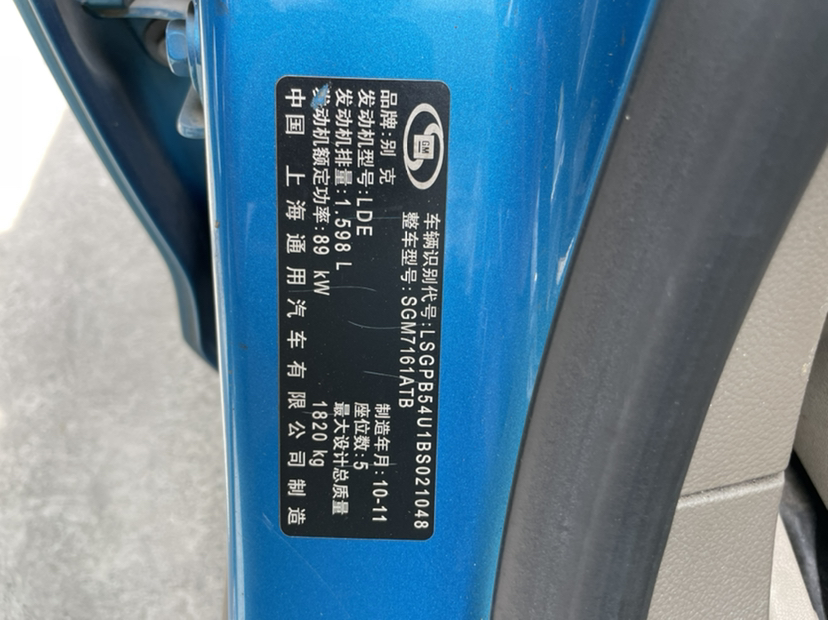 GM
车辆识别代号:LSGPB54U1BS021048
整车型号:SGM7161ATB
品牌:别克
制造年月:10-11
发动机型号:LDE
座位数:5
发动机排量:1.598 L
最大设计总质量
发动机额定功率:89 kW
1820 kg
中国 上海通用汽车有限公司制造